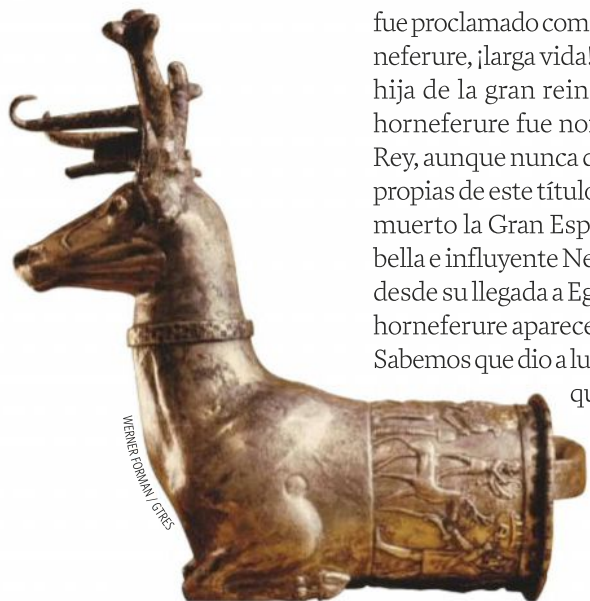 fue proclamado com
neferure, ¡larga vida!
hija de la gran rein
horneferure fue no
Rey, aunque nunca
propias de este título
muerto la Gran Esp
bella e influyente Ne
desde su llegada a Eg
horneferure aparece
Sabemos que dio a lu
qu
WERNER FORMAN / GTRES